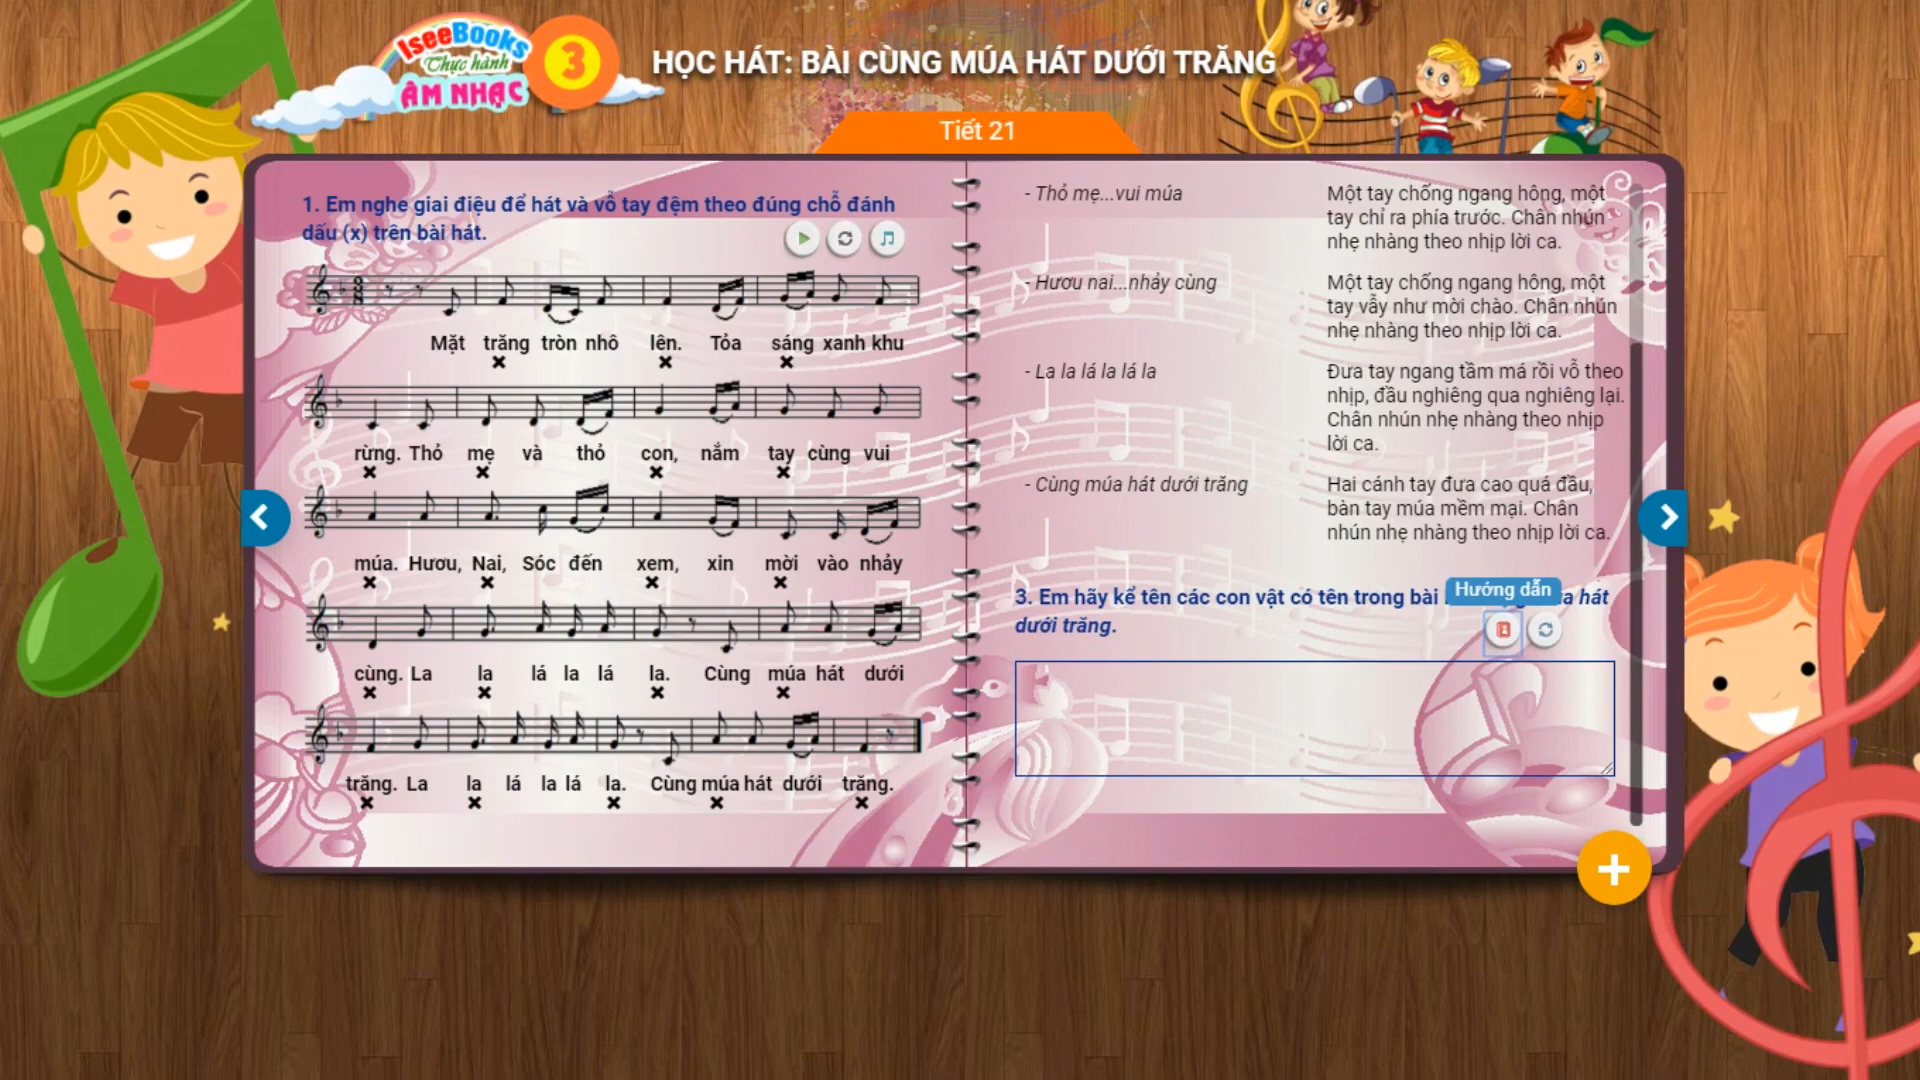 IseeBooks
Thực hành
ÂM NHẠC
3
HỌC HÁT: BÀI CÙNG MÚA HÁT DƯỚI TRĂNG
Tiết 21
1. Em nghe giai điệu để hát và vỗ tay đệm theo đúng chỗ đánh
dấu (x) trên bài hát.
Mặt trăng tròn nhô lên. Tỏa sáng xanh khu
rừng. Thỏ mẹ và thỏ con, nắm tay cùng vui
múa. Hươu, Nai, Sóc đến xem, xin mời vào nhảy
cùng. La la lá la lá la. Cùng múa hát dưới
trăng. La la lá la lá la. Cùng múa hát dưới trăng.
- Thỏ mẹ...vui múa
Một tay chống ngang hông, một
tay chỉ ra phía trước. Chân nhún
nhẹ nhàng theo nhịp lời ca.
- Hươu nai...nhảy cùng
Một tay chống ngang hông, một
tay vẫy như mời chào. Chân nhún
nhẹ nhàng theo nhịp lời ca.
- La la lá la lá la
Đưa tay ngang tầm má rồi vỗ theo
nhịp, đầu nghiêng qua nghiêng lại.
Chân nhún nhẹ nhàng theo nhịp
lời ca.
- Cùng múa hát dưới trăng
Hai cánh tay đưa cao quá đầu,
bàn tay múa mềm mại. Chân
nhún nhẹ nhàng theo nhịp lời ca.
Hướng dẫn
3. Em hãy kể tên các con vật có tên trong bài hát
dưới trăng.